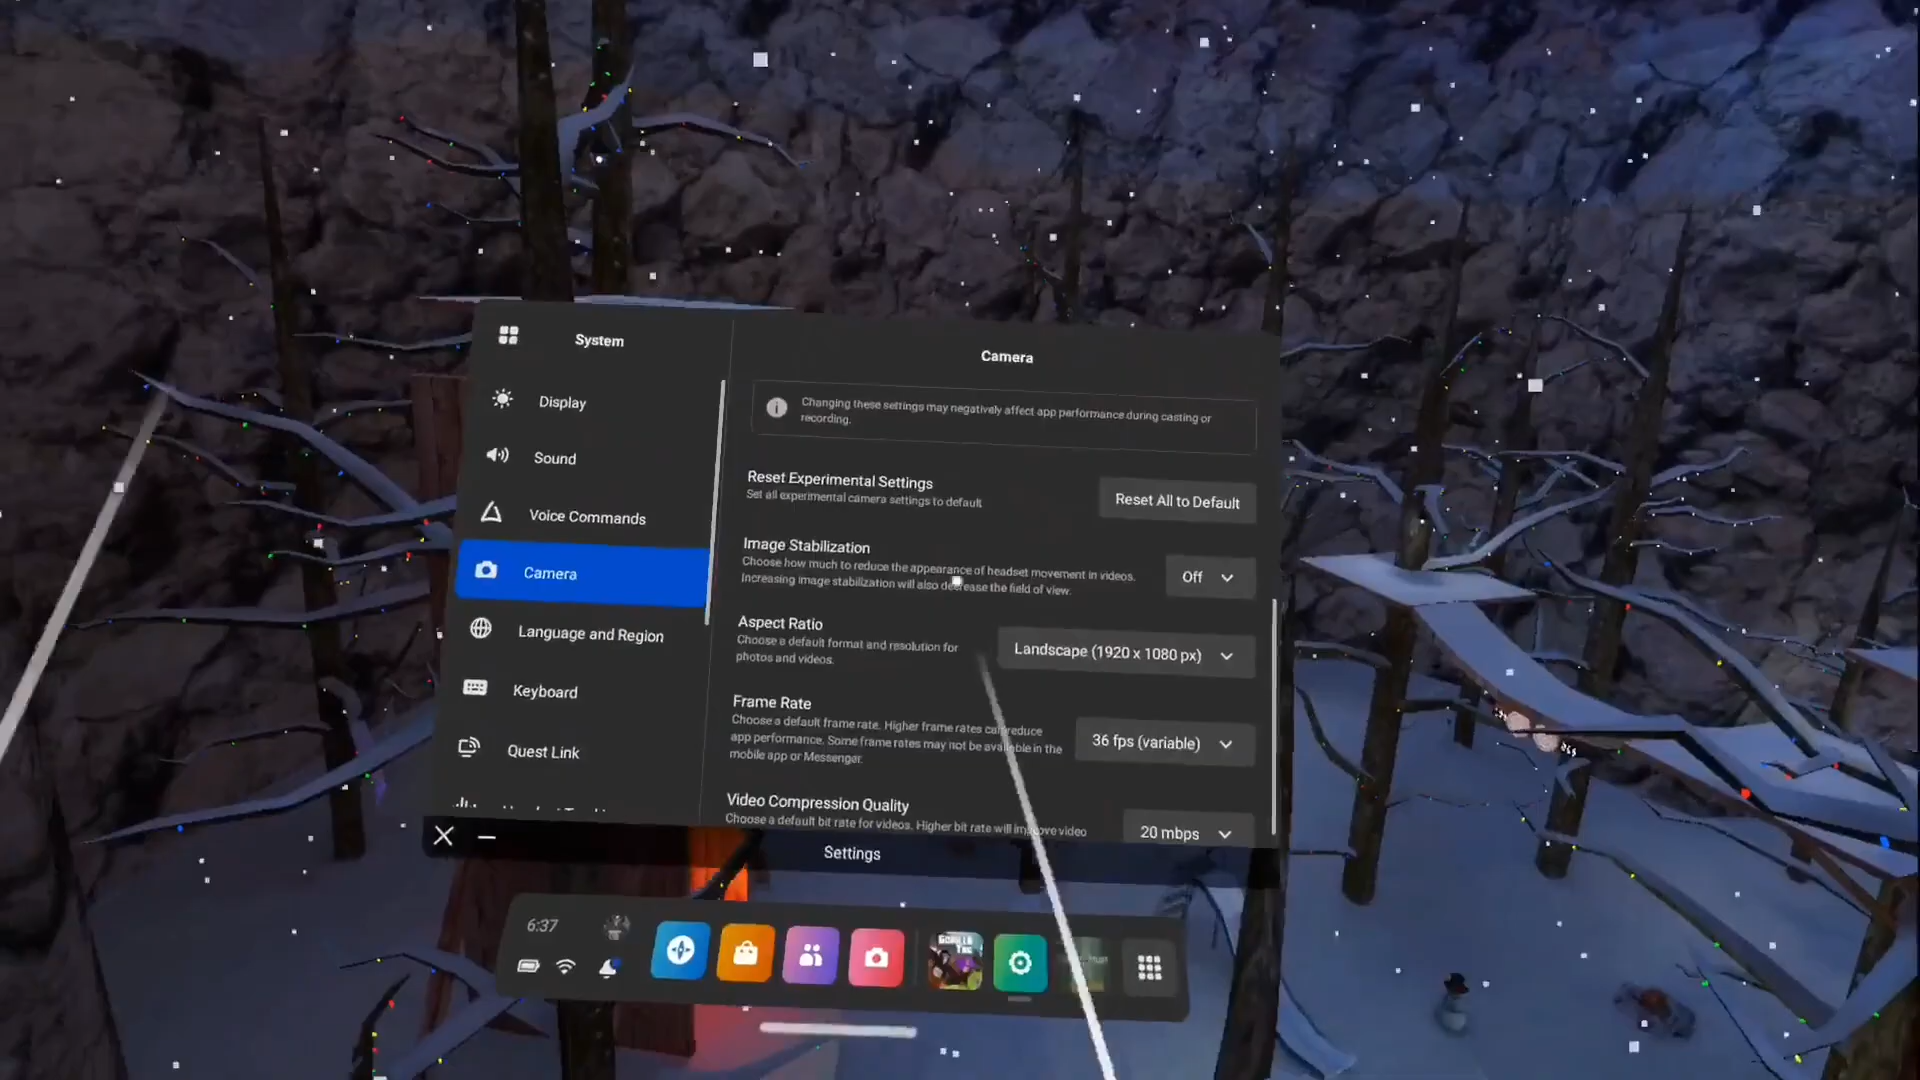 System
Display
Sound
Voice Commands
Camera
Language and Region
Keyboard
Quest Link
Camera
Changing these settings may negatively affect app performance during casting or
recording.
Reset Experimental Settings
Set all experimental camera settings to default.
Reset All to Default
Image Stabilization
Choose how much to reduce the appearance of headset movement in videos.
Increasing image stabilization will also decrease the field of view.
Off
Aspect Ratio
Choose a default format and resolution for
photos and videos.
Landscape (1920 x 1080 px)
Frame Rate
Choose a default frame rate. Higher frame rates can reduce
app performance. Some frame rates may not be available in the
mobile app or Messenger.
36 fps (variable)
Video Compression Quality
Choose a default bit rate for videos. Higher bit rate will improve video
20 mbps
Settings
6:37
GORILLA
TAG